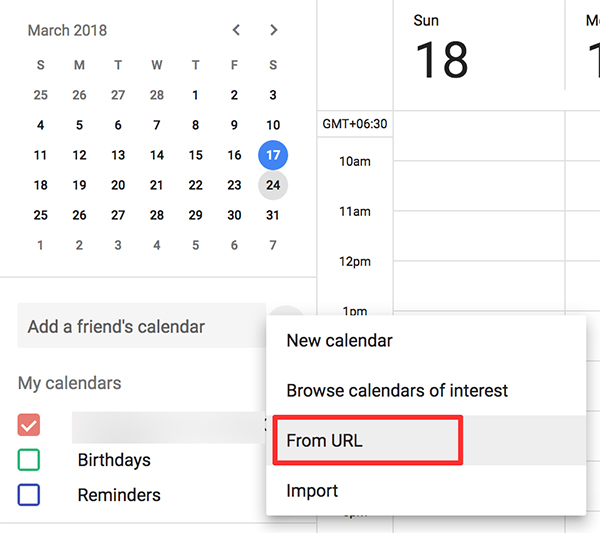 March 2018
S M T W T F S
25 26 27 28 1 2 3
4 5 6 7 8 9 10
11 12 13 14 15 16 17
18 19 20 21 22 23 24
25 26 27 28 29 30 31
1 2 3 4 5 6 7
Add a friend's calendar
My calendars
Birthdays
Reminders
Sun
18
GMT+06:30
10am
11am
12pm
1pm
New calendar
Browse calendars of interest
From URL
Import